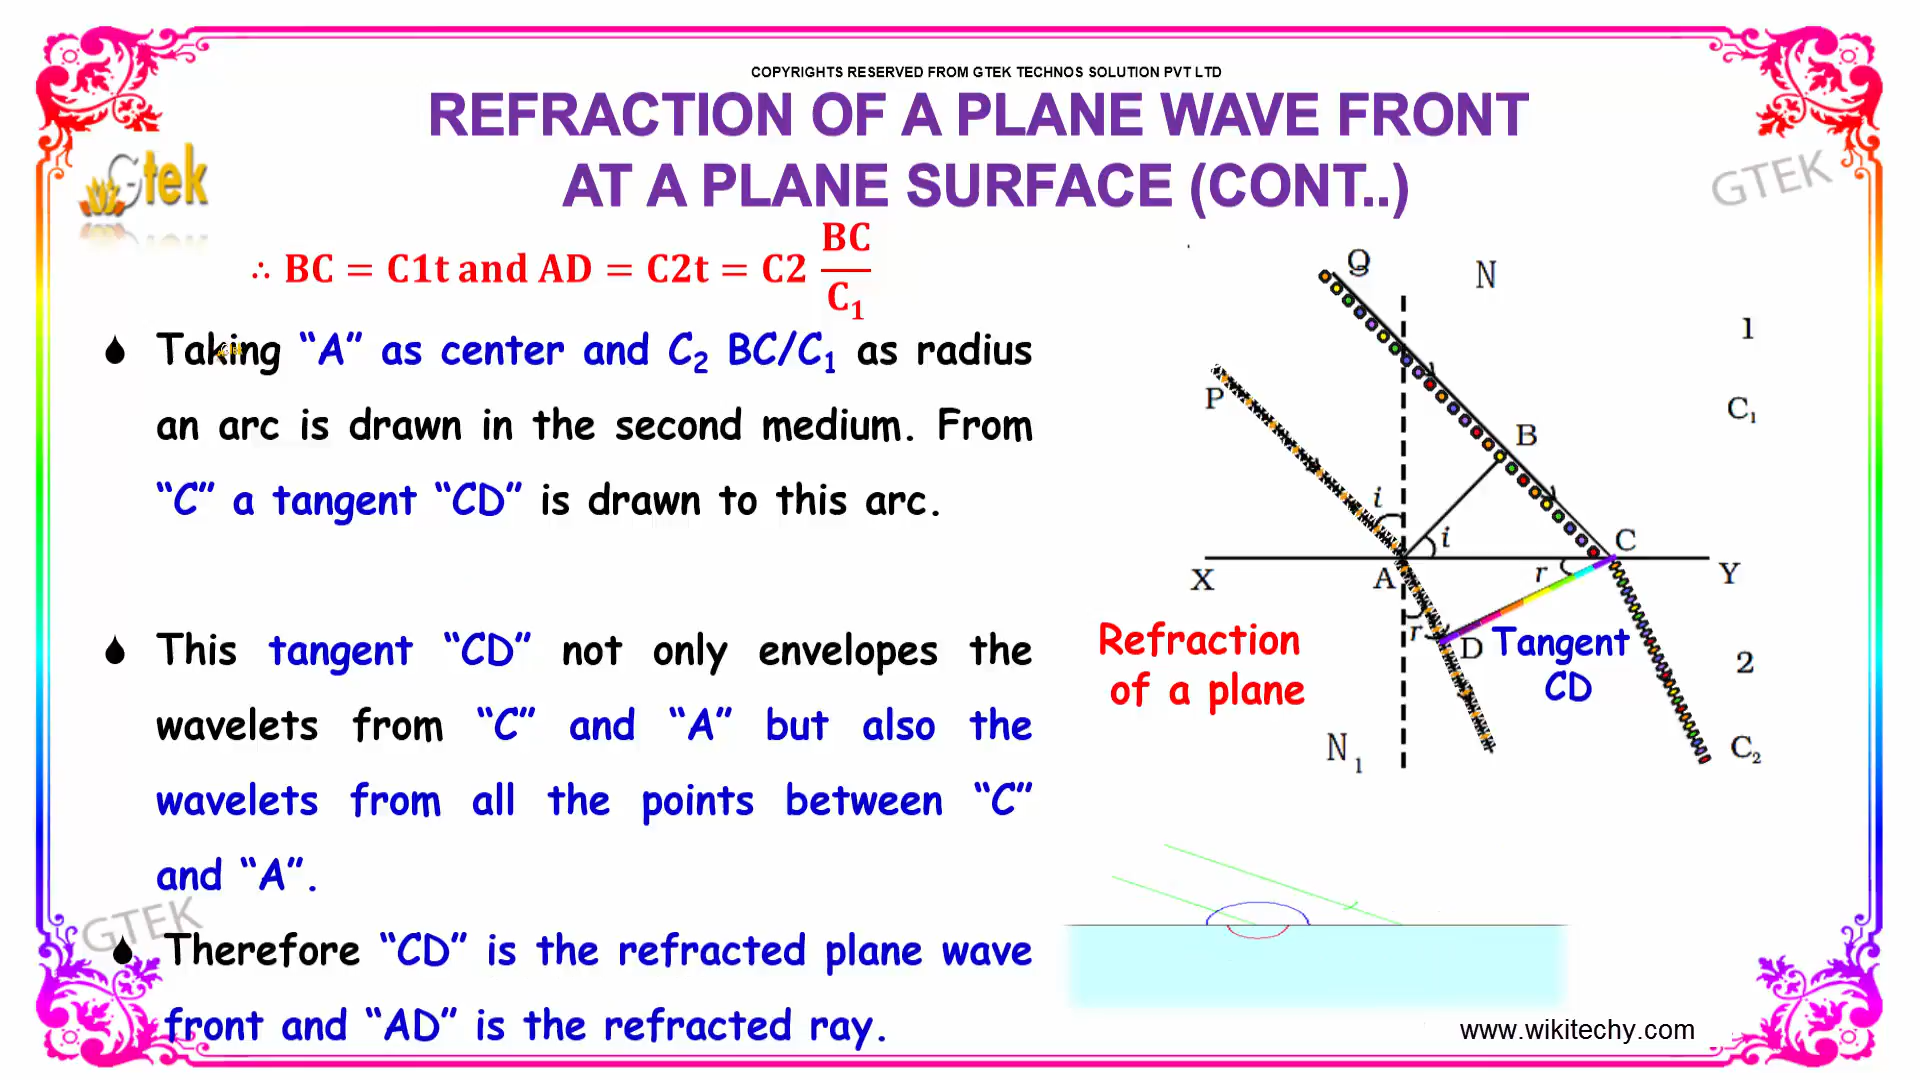 COPYRIGHTS RESERVED FROM GTEK TECHNOS SOLUTION PVT LTD
REFRACTION OF A PLANE WAVE FRONT
AT A PLANE SURFACE (CONT..)
Gtek
GTEK
∴ BC = C1t and AD = C2t = C2 BC/C₁
Taking “A” as center and C₂ BC/C₁ as radius
an arc is drawn in the second medium. From
“C” a tangent “CD” is drawn to this arc.
This tangent “CD” not only envelopes the
wavelets from “C” and “A” but also the
wavelets from all the points between “C”
and “A”.
GTEK
Therefore “CD” is the refracted plane wave
front and “AD” is the refracted ray.
Q
N
1
P
C₁
B
i
i
C
X
A
r
Y
r
D
Refraction
of a plane
Tangent
CD
2
N₁
C₂
www.wikitechy.com